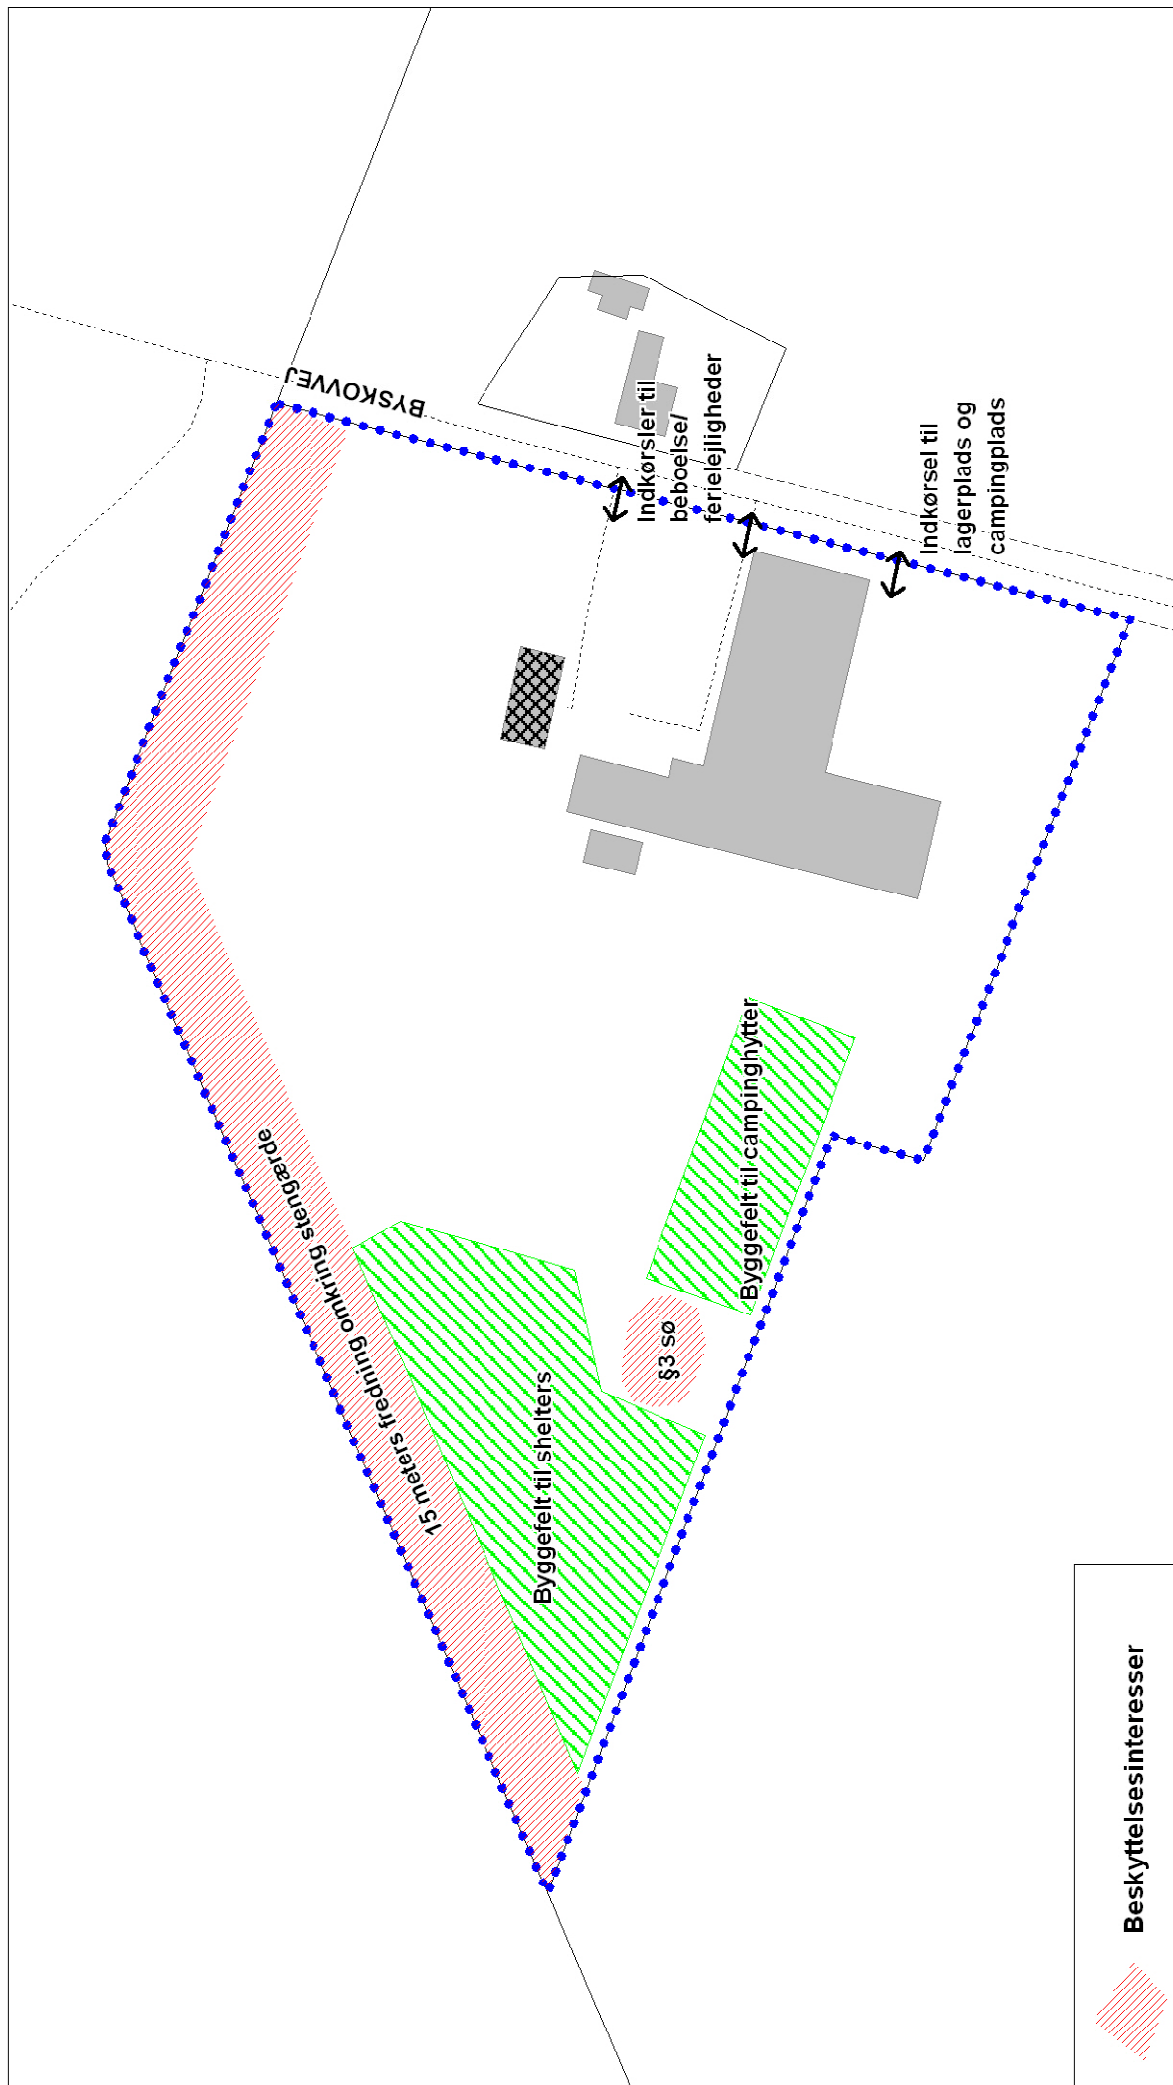 BYSKOVVEJ
Indkørsler til
beboelse/
ferielejligheder
Indkørsel til
lagerplads og
campingplads
15 meters fredning omkring stengærde
Byggefelt til campinghytter
§3 sø
Byggefelt til shelters
Beskyttelsesinteresser